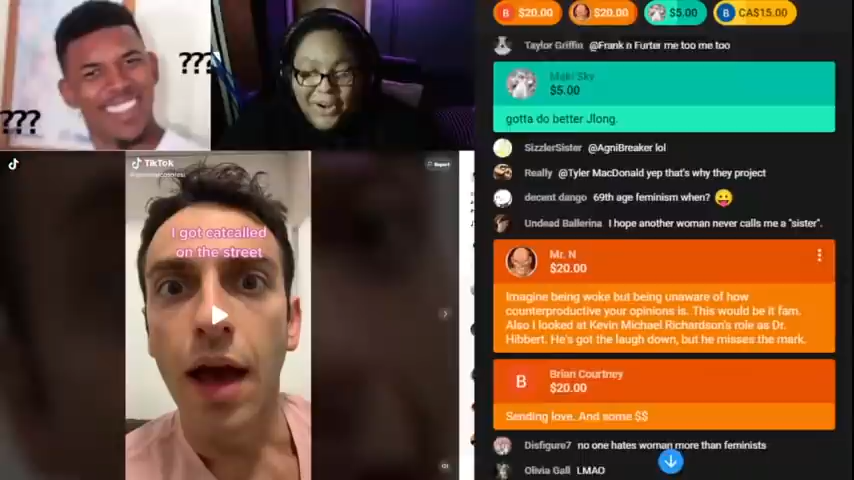 ???
???
TikTok
Report
I got catcalled
on the street
B $20.00
$20.00
$5.00
B CA$15.00
Taylor Griffin @Frank n Furter me too me too
Maki Sky
$5.00
gotta do better Jlong.
SizzlerSister @AgniBreaker lol
Really @Tyler MacDonald yep that's why they project
decent dango 69th age feminism when? 😛
Undead Ballerina I hope another woman never calls me a "sister".
Mr. N
$20.00
Imagine being woke but being unaware of how
counterproductive your opinions is. This would be it fam.
Also I looked at Kevin Michael Richardson's role as Dr.
Hibbert. He's got the laugh down, but he misses the mark.
B
Brian Courtney
$20.00
Sending love. And some $$
Disfigure7 no one hates woman more than feminists
Olivia Gall LMAO